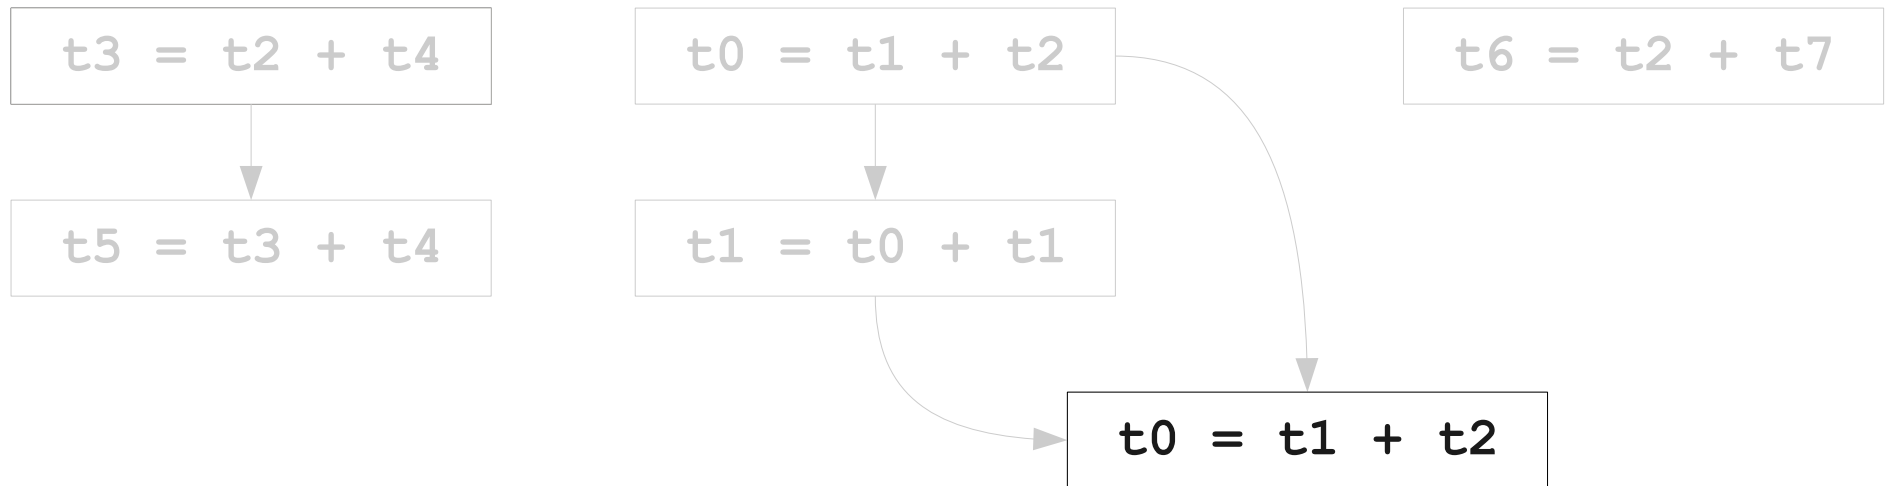 t3 = t2 + t4
t0 = t1 + t2
t6 = t2 + t7
t5 = t3 + t4
t1 = t0 + t1
t0 = t1 + t2